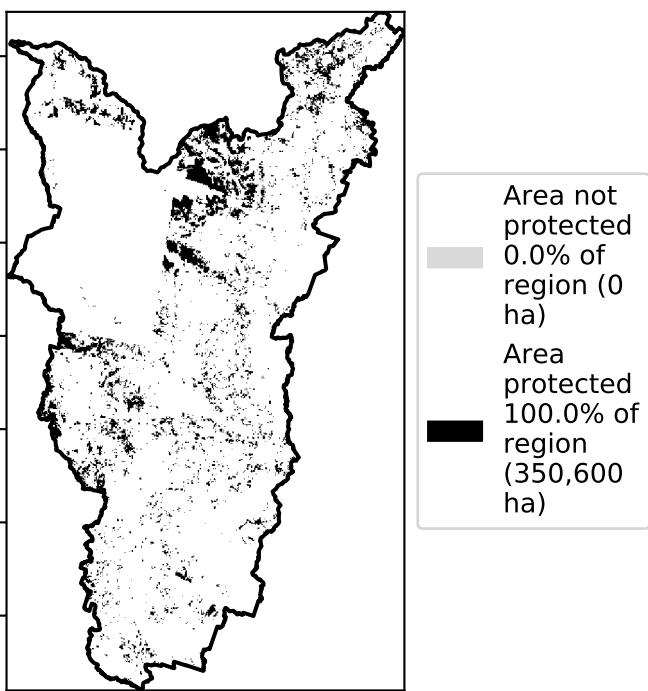 Area not
protected
0.0% of
region (0
ha)
Area
protected
100.0% of
region
(350,600
ha)